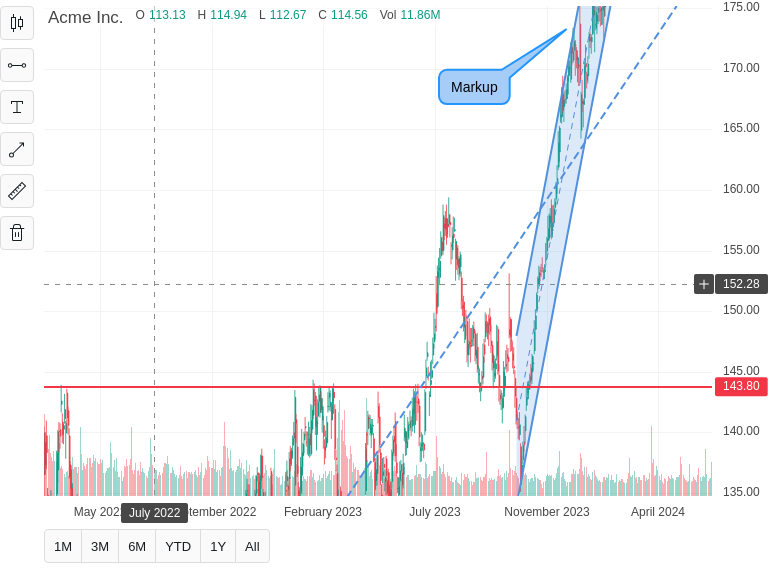 Acme Inc. O 113.13 H 114.94 L 112.67 C 114.56 Vol 11.86M
175.00
Markup
170.00
165.00
160.00
155.00
152.28
150.00
145.00
143.80
140.00
135.00
May 202 July 2022 tember 2022 February 2023 July 2023 November 2023 April 2024
1M 3M 6M YTD 1Y All